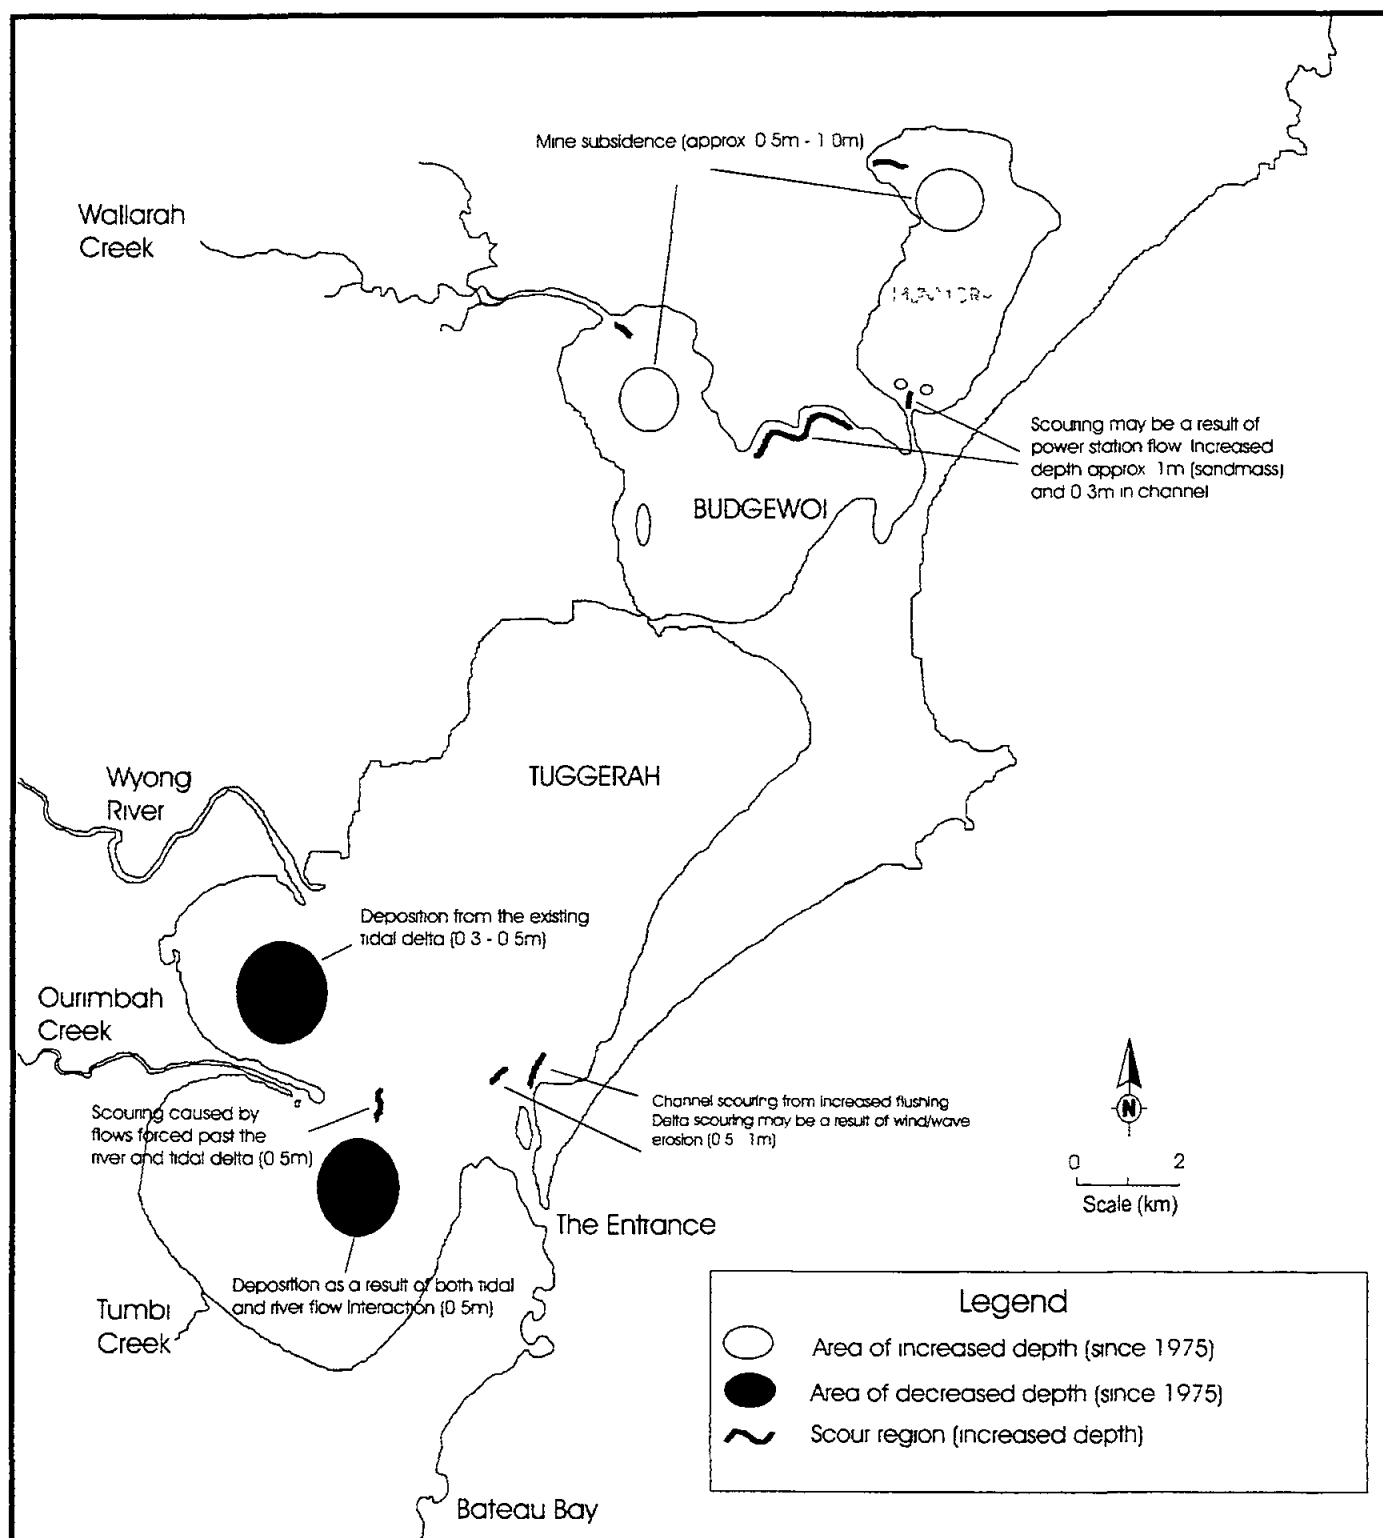 Mine subsidence (approx 0 5m - 1 0m)
Wallarah
Creek
Scouring may be a result of
power station flow Increased
depth approx 1m (sandmass)
and 0 3m in channel
BUDGEWOI
TUGGERAH
Wyong
River
Deposition from the existing
tidal delta (0 3 - 0 5m)
Ourimbah
Creek
Scouring caused by
flows forced past the
river and tidal delta (0 5m)
Channel scouring from increased flushing
Delta scouring may be a result of wind/wave
erosion (0 5 1m)
N
0 2
Scale (km)
The Entrance
Deposition as a result of both tidal
and river flow interaction (0 5m)
Tumbi
Creek
Legend
Area of increased depth (since 1975)
Area of decreased depth (since 1975)
Scour region (increased depth)
Bateau Bay